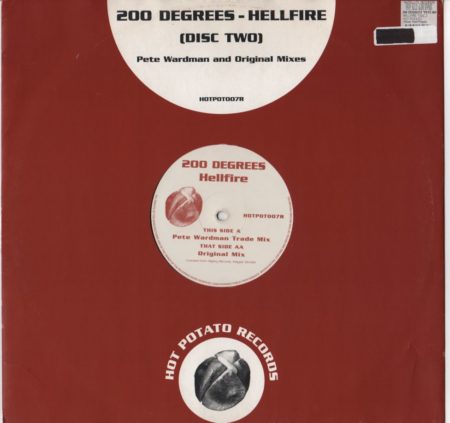 200 DEGREES - HELLFIRE
(DISC TWO)
Pete Wardman and Original Mixes
HOTPOT007R
200 DEGREES
Hellfire
HOTPOT007R
THIS SIDE A
Pete Wardman Trade Mix
THAT SIDE AA
Original Mix
HOT POTATO RECORDS